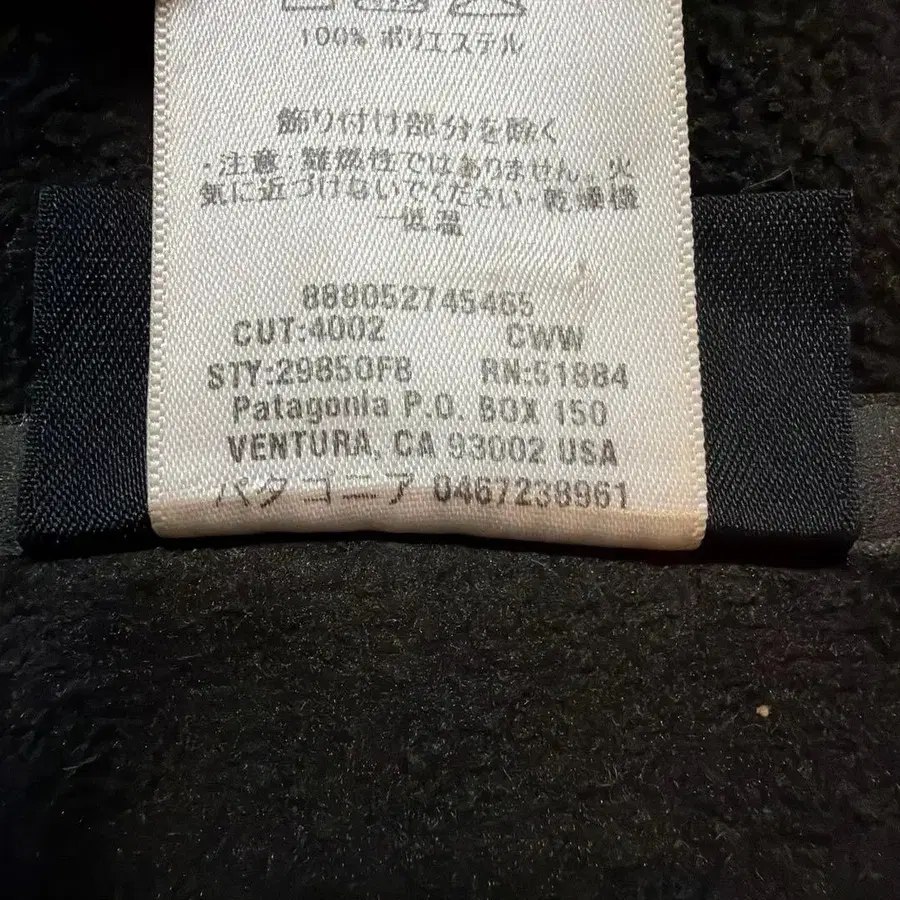 100% ポリエステル
飾り付け部分を除く
・注意：難燃性ではありません。火
気に近づけないでください・乾燥機
ー低温
888052745465
CUT:4002 CWW
STY:29850F8 RN:51884
Patagonia P.O. BOX 150
VENTURA, CA 93002 USA
パタゴニア 0467238961